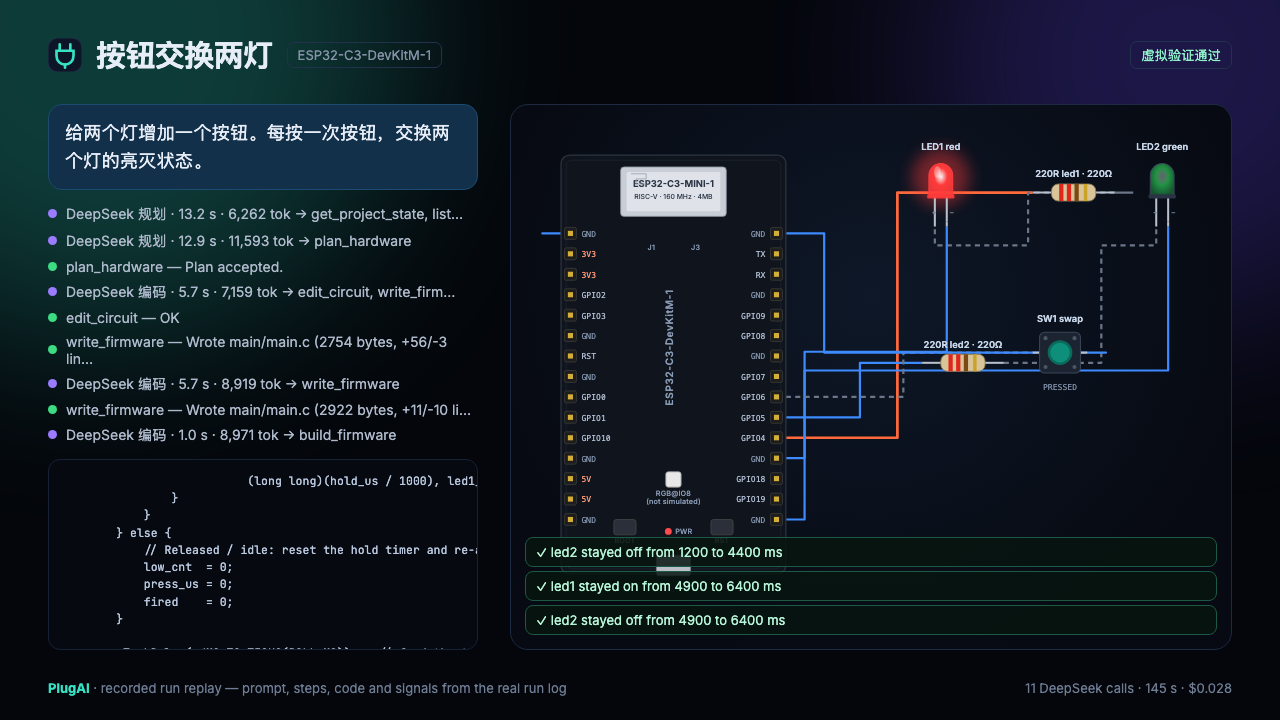 按钮交换两灯
ESP32-C3-DevKitM-1
虚拟验证通过
给两个灯增加一个按钮。每按一次按钮，交换两
个灯的亮灭状态。
DeepSeek 规划 · 13.2 s · 6,262 tok → get_project_state, list...
DeepSeek 规划 · 12.9 s · 11,593 tok → plan_hardware
plan_hardware — Plan accepted.
DeepSeek 编码 · 5.7 s · 7,159 tok → edit_circuit, write_firm...
edit_circuit — OK
write_firmware — Wrote main/main.c (2754 bytes, +56/-3
lin...
DeepSeek 编码 · 5.7 s · 8,919 tok → write_firmware
write_firmware — Wrote main/main.c (2922 bytes, +11/-10 li...
DeepSeek 编码 · 1.0 s · 8,971 tok → build_firmware
(long long)(hold_us / 1000), led1_
}
}
} else {
// Released / idle: reset the hold timer and re-a
low_cnt  = 0;
press_us = 0;
fired    = 0;
}
ESP32-C3-MINI-1
RISC-V · 160 MHz · 4MB
J1
J3
ESP32-C3-DevKitM-1
GND
3V3
3V3
GPIO2
GPIO3
GND
RST
GND
GPIO0
GPIO1
GPIO10
GND
5V
5V
GND
GND
TX
RX
GND
GPIO9
GPIO8
GND
GPIO7
GPIO6
GPIO5
GPIO4
GND
GPIO18
GPIO19
GND
RGB@IO8
(not simulated)
PWR
BOOT
RST
LED1 red
220R led1 · 220Ω
LED2 green
SW1 swap
220R led2 · 220Ω
PRESSED
✓ led2 stayed off from 1200 to 4400 ms
✓ led1 stayed on from 4900 to 6400 ms
✓ led2 stayed off from 4900 to 6400 ms
PlugAI · recorded run replay — prompt, steps, code and signals from the real run log
11 DeepSeek calls · 145 s · $0.028